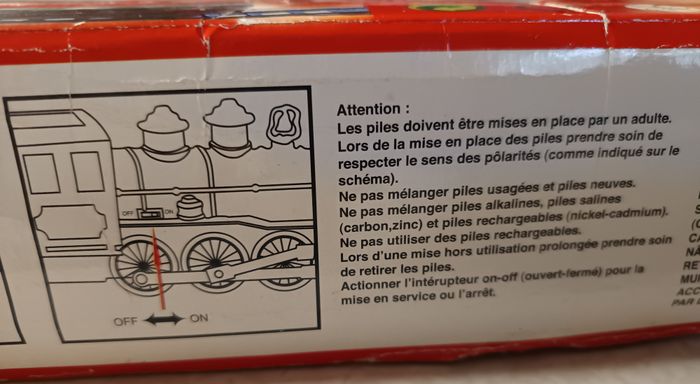 Attention :
Les piles doivent être mises en place par un adulte.
Lors de la mise en place des piles prendre soin de
respecter le sens des pôlarités (comme indiqué sur le
schéma).
Ne pas mélanger piles usagées et piles neuves.
Ne pas mélanger piles alkalines, piles salines
(carbon,zinc) et piles rechargeables (nickel-cadmium).
Ne pas utiliser des piles rechargeables.
Lors d'une mise hors utilisation prolongée prendre soin
de retirer les piles.
Actionner l'intérupteur on-off (ouvert-fermé) pour la
mise en service ou l'arrêt.
OFF ON
OFF ON